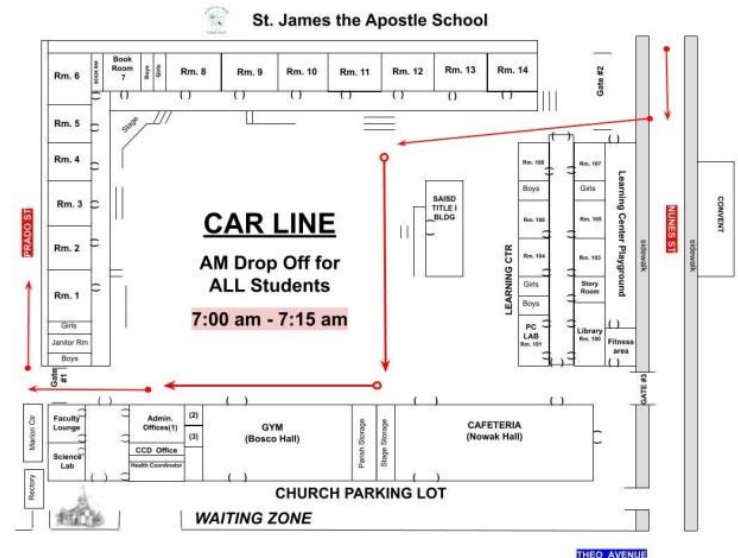 St. James the Apostle School
Rm. 6
BOOK RM
Book
Room
7
Boys
Girls
Rm. 8
Rm. 9
Rm. 10
Rm. 11
Rm. 12
Rm. 13
Rm. 14
Gate #2
Rm. 5
Stage
Rm. 4
Rm. 3
Rm. 2
Rm. 1
Girls
Janitor Rm
Boys
PRADO ST
Gate
#1
CAR LINE
AM Drop Off for
ALL Students
7:00 am - 7:15 am
SAISD
TITLE I
BLDG
LEARNING CTR
Boys
Rm. 104
Girls
Boys
PC
LAB
Rm. 101
Rm. 107
Girls
Rm. 103
Story
Room
Library
Rm. 100
Learning Center Playground
Fitness
area
sidewalk
NUNES ST
sidewalk
CONVENT
GATE #3
Marion Ctr
Rectory
Faculty
Lounge
Science
Lab
Admin.
Offices(1)
(2)
(3)
CCD Office
Health Coordinator
GYM
(Bosco Hall)
Parish Storage
Stage Storage
CAFETERIA
(Nowak Hall)
CHURCH PARKING LOT
WAITING ZONE
THEO AVENUE